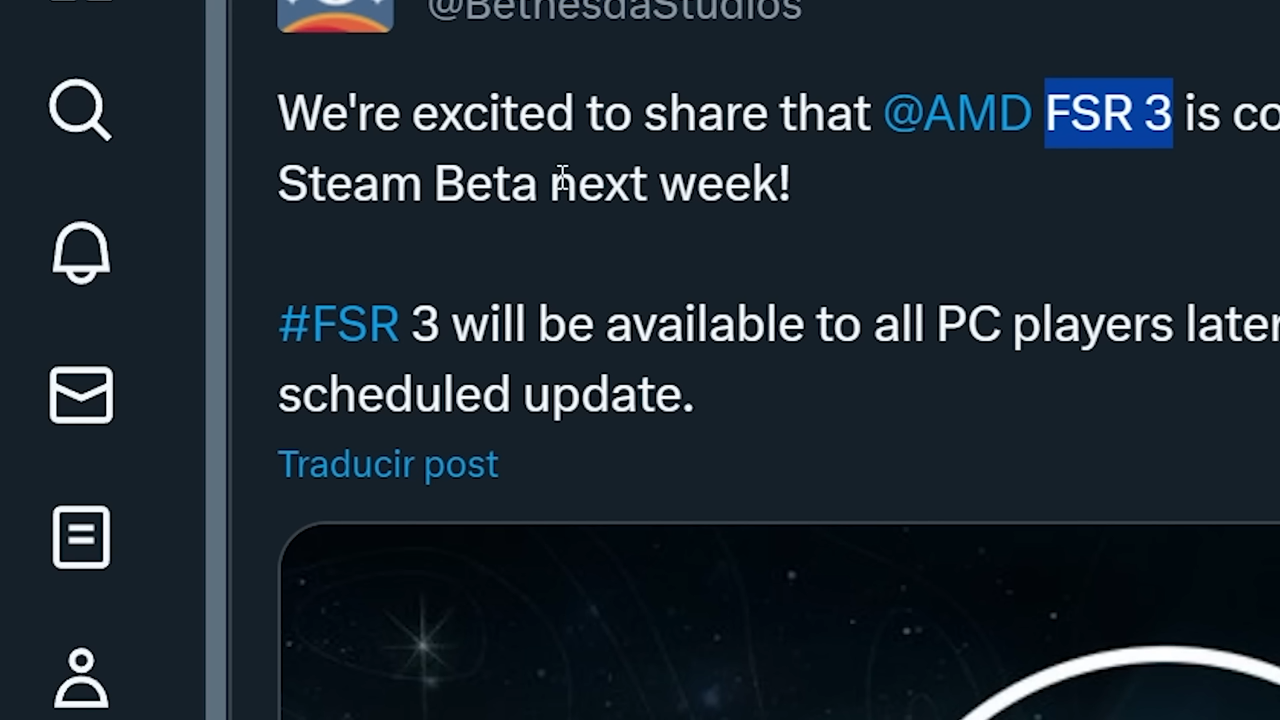 @BethesdaStudios
We're excited to share that @AMD FSR 3 is co
Steam Beta next week!
#FSR 3 will be available to all PC players later
scheduled update.
Traducir post